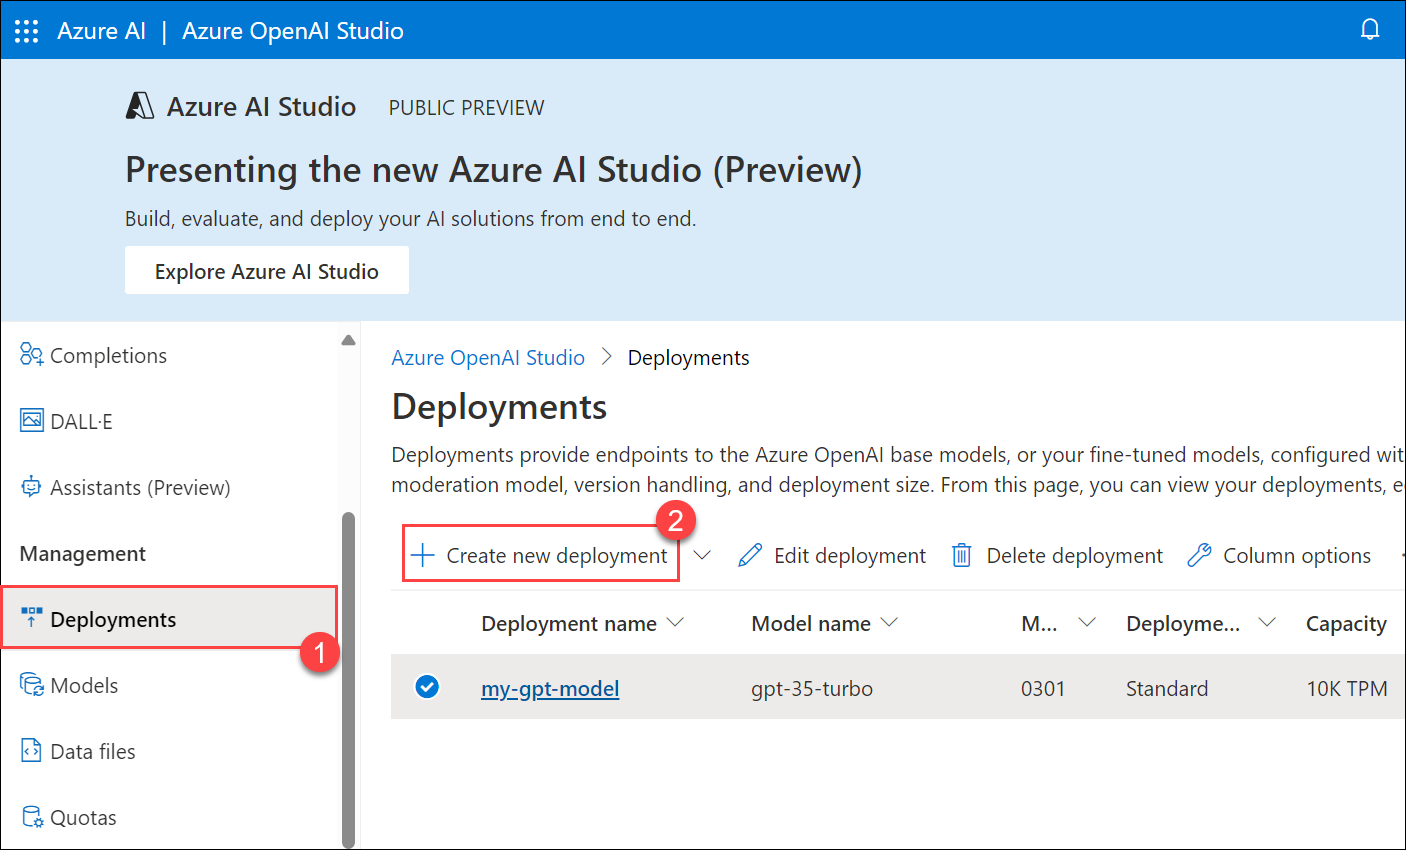 Azure AI | Azure OpenAI Studio
Azure AI Studio PUBLIC PREVIEW
Presenting the new Azure AI Studio (Preview)
Build, evaluate, and deploy your AI solutions from end to end.
Explore Azure AI Studio
Completions
DALL·E
Assistants (Preview)
Management
Deployments
1
Models
Data files
Quotas
Azure OpenAI Studio > Deployments
Deployments
Deployments provide endpoints to the Azure OpenAI base models, or your fine-tuned models, configured wit
moderation model, version handling, and deployment size. From this page, you can view your deployments, e
2
Create new deployment Edit deployment Delete deployment Column options
Deployment name Model name M... Deployme... Capacity
my-gpt-model gpt-35-turbo 0301 Standard 10K TPM